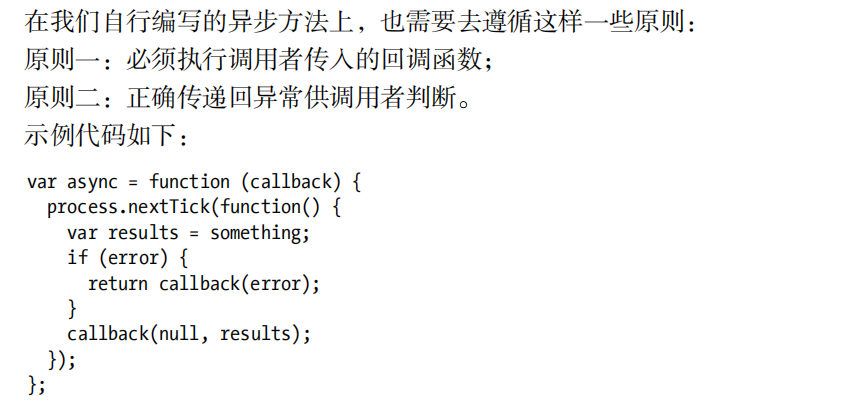 在我们自行编写的异步方法上，也需要去遵循这样一些原则：
原则一：必须执行调用者传入的回调函数；
原则二：正确传递回异常供调用者判断。
示例代码如下：
var async = function (callback) {
  process.nextTick(function() {
    var results = something;
    if (error) {
      return callback(error);
    }
    callback(null, results);
  });
};